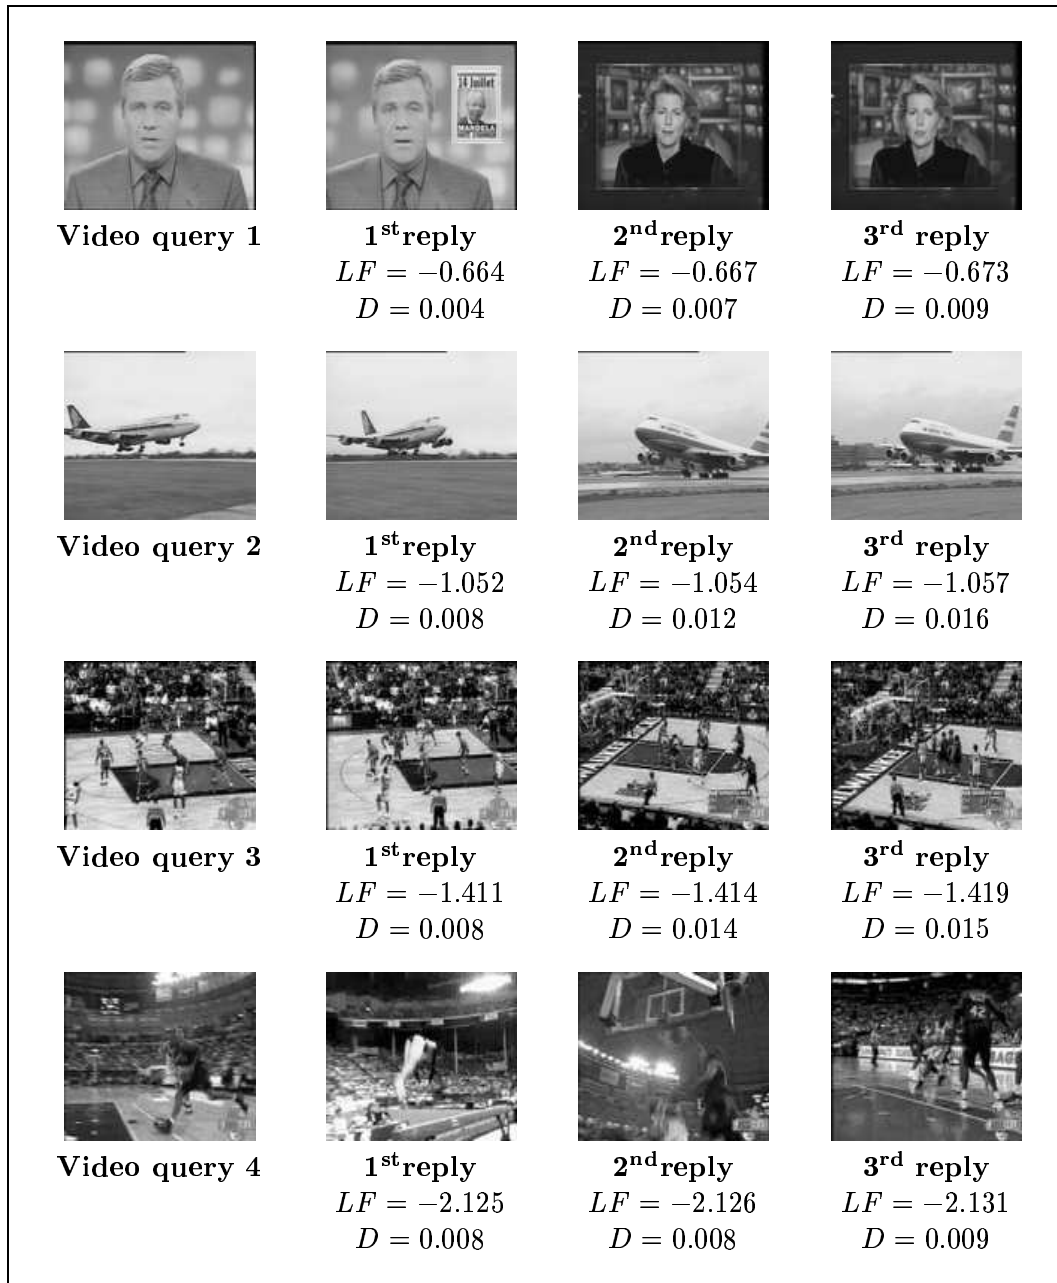 14 Juillet
MANDELA
Video query 1 1st reply 2nd reply 3rd reply
LF = −0.664 LF = −0.667 LF = −0.673
D = 0.004 D = 0.007 D = 0.009
Video query 2 1st reply 2nd reply 3rd reply
LF = −1.052 LF = −1.054 LF = −1.057
D = 0.008 D = 0.012 D = 0.016
Video query 3 1st reply 2nd reply 3rd reply
LF = −1.411 LF = −1.414 LF = −1.419
D = 0.008 D = 0.014 D = 0.015
42
Video query 4 1st reply 2nd reply 3rd reply
LF = −2.125 LF = −2.126 LF = −2.131
D = 0.008 D = 0.008 D = 0.009